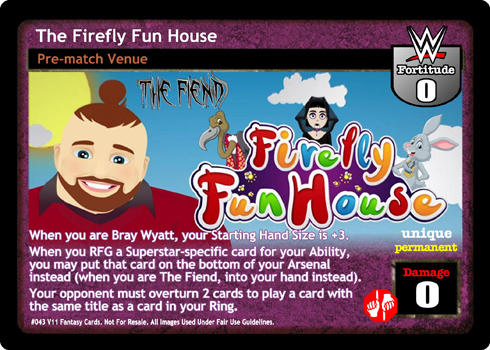 The Firefly Fun House
Pre-match Venue
W
Fortitude
0
THE FIEND
Firefly
Fun House
When you are Bray Wyatt, your Starting Hand Size is +3.
unique
When you RFG a Superstar-specific card for your Ability,
permanent
you may put that card on the bottom of your Arsenal
instead (when you are The Fiend, into your hand instead).
Damage
0
Your opponent must overturn 2 cards to play a card with
the same title as a card in your Ring.
#043 V11 Fantasy Cards. Not For Resale. All Images Used Under Fair Use Guidelines.